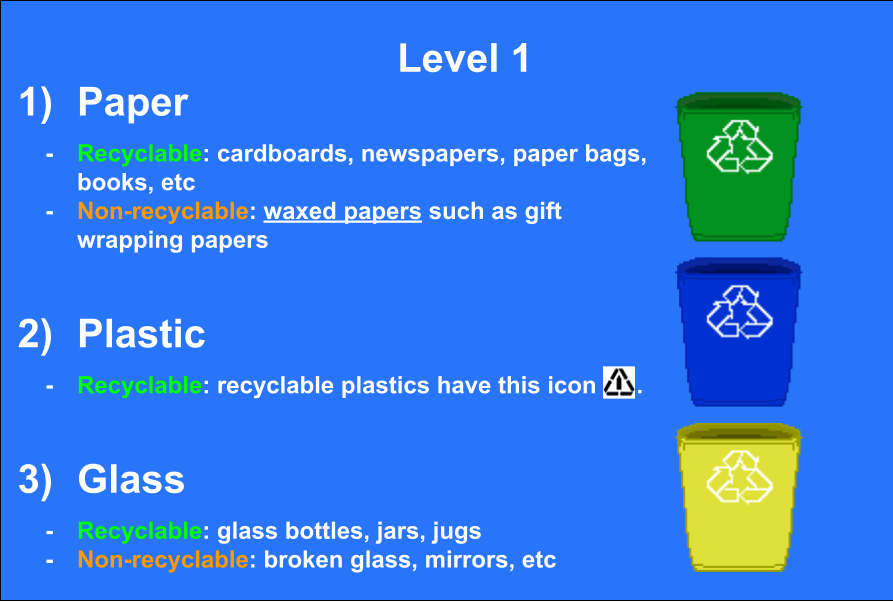 Level 1
1) Paper
- Recyclable: cardboards, newspapers, paper bags,
books, etc
- Non-recyclable: waxed papers such as gift
wrapping papers
2) Plastic
- Recyclable: recyclable plastics have this icon 1.
3) Glass
- Recyclable: glass bottles, jars, jugs
- Non-recyclable: broken glass, mirrors, etc